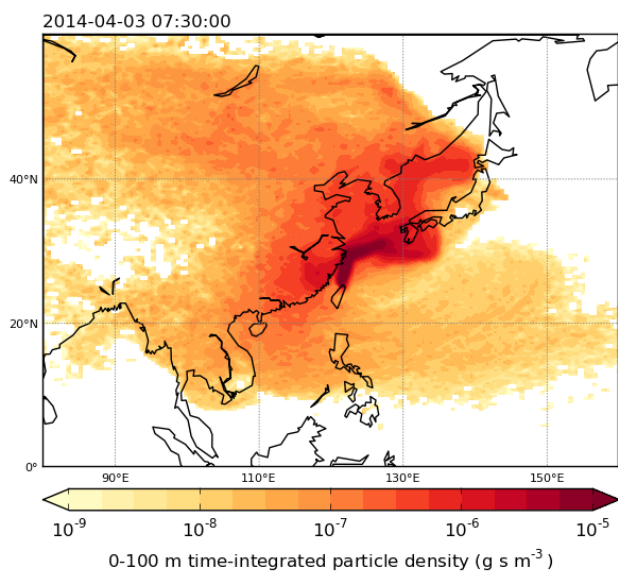 2014-04-03 07:30:00
40°N
20°N
0°
90°E 110°E 130°E 150°E
10⁻⁹ 10⁻⁸ 10⁻⁷ 10⁻⁶ 10⁻⁵
0-100 m time-integrated particle density (g s m⁻³)